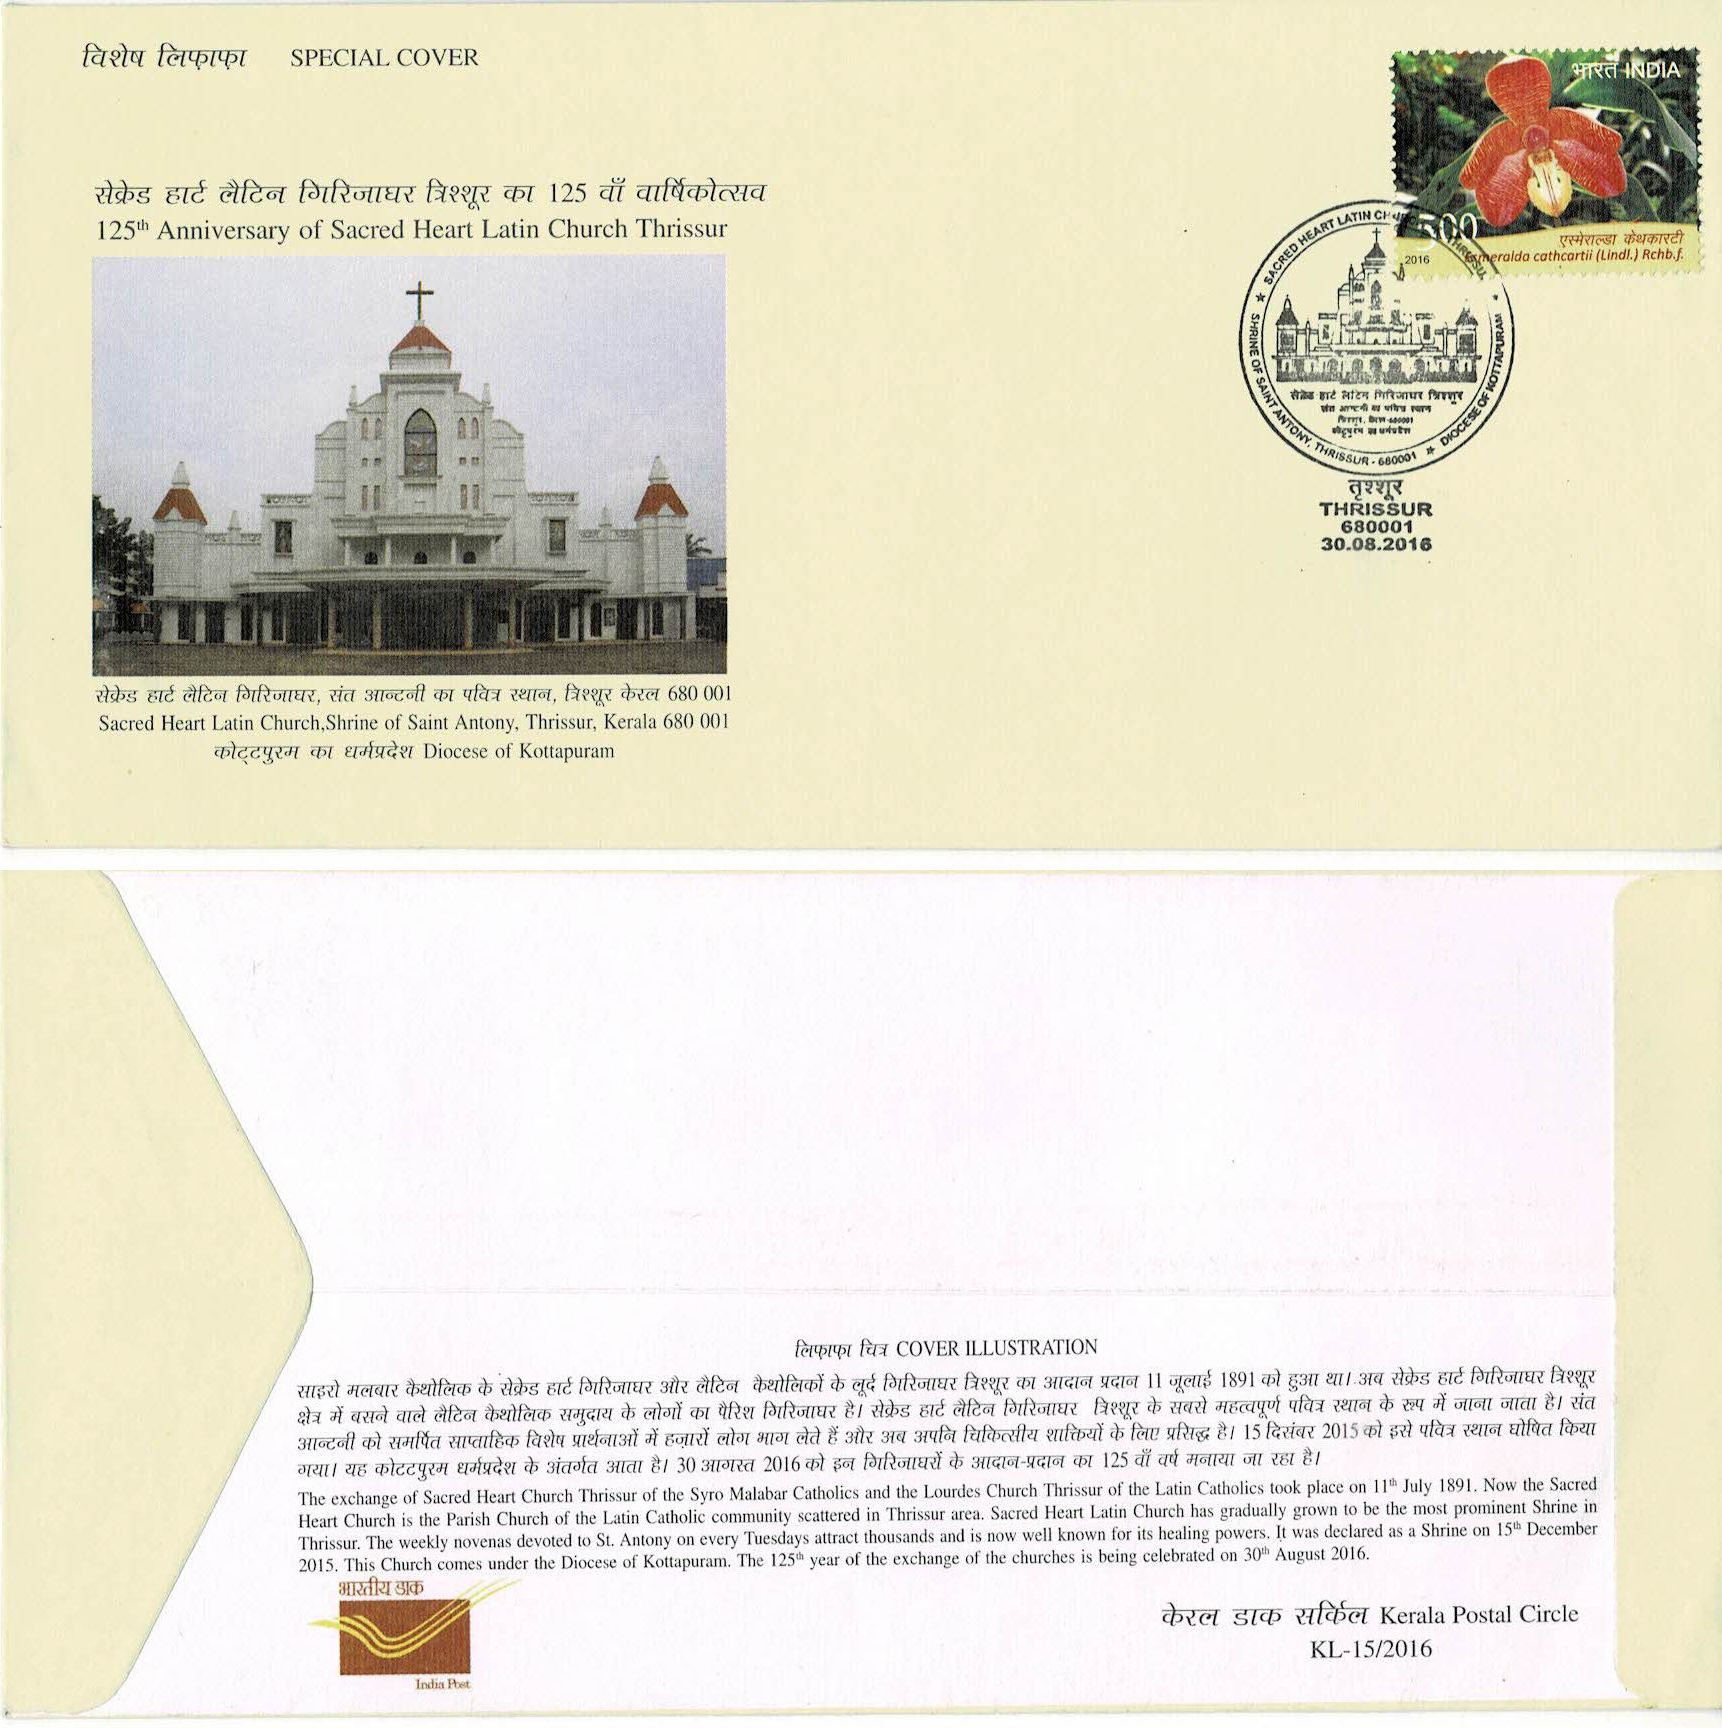 विशेष लिफ़ाफ़ा SPECIAL COVER
भारत INDIA
500
एस्मेराल्डा केथकारटी
2016 Esmeralda cathcartii (Lindl.) Rchb.f.
सेक्रेड हार्ट लैटिन गिरिजाघर त्रिश्शूर का 125 वाँ वार्षिकोत्सव
125th Anniversary of Sacred Heart Latin Church Thrissur
सेक्रेड हार्ट लैटिन गिरिजाघर, संत आन्टनी का पवित्र स्थान, त्रिश्शूर केरल 680 001
Sacred Heart Latin Church,Shrine of Saint Antony, Thrissur, Kerala 680 001
कोट्टपुरम का धर्मप्रदेश Diocese of Kottapuram
SACRED HEART LATIN CHURCH THRISSUR
SHRINE OF SAINT ANTONY, THRISSUR - 680001
DIOCESE OF KOTTAPURAM
सेक्रेड हार्ट लैटिन गिरिजाघर त्रिश्शूर
संत आन्टनी का पवित्र स्थान
त्रिश्शूर, केरल-680001
कोट्टपुरम का धर्मप्रदेश
तृश्शूर
THRISSUR
680001
30.08.2016
लिफ़ाफ़ा चित्र COVER ILLUSTRATION
साइरो मलबार कैथोलिक के सेक्रेड हार्ट गिरिजाघर और लैटिन कैथोलिकों के लूर्द गिरिजाघर त्रिश्शूर का आदान प्रदान 11 जूलाई 1891 को हुआ था। अब सेक्रेड हार्ट गिरिजाघर त्रिश्शूर
क्षेत्र में बसने वाले लैटिन कैथोलिक समुदाय के लोगों का पैरिश गिरिजाघर है। सेक्रेड हार्ट लैटिन गिरिजाघर त्रिश्शूर के सबसे महत्वपूर्ण पवित्र स्थान के रूप में जाना जाता है। संत
आन्टनी को समर्पित साप्ताहिक विशेष प्रार्थनाओं में हज़ारों लोग भाग लेते हैं और अब अपनि चिकित्सीय शाक्तियों के लिए प्रसिद्ध है। 15 दिसंबर 2015 को इसे पवित्र स्थान घोषित किया
गया। यह कोटटपुरम धर्मप्रदेश के अंतर्गत आता है। 30 आगस्त 2016 को इन गिरिजाघरों के आदान-प्रदान का 125 वाँ वर्ष मनाया जा रहा है।
The exchange of Sacred Heart Church Thrissur of the Syro Malabar Catholics and the Lourdes Church Thrissur of the Latin Catholics took place on 11th July 1891. Now the Sacred
Heart Church is the Parish Church of the Latin Catholic community scattered in Thrissur area. Sacred Heart Latin Church has gradually grown to be the most prominent Shrine in
Thrissur. The weekly novenas devoted to St. Antony on every Tuesdays attract thousands and is now well known for its healing powers. It was declared as a Shrine on 15th December
2015. This Church comes under the Diocese of Kottapuram. The 125th year of the exchange of the churches is being celebrated on 30th August 2016.
भारतीय डाक
India Post
केरल डाक सर्किल Kerala Postal Circle
KL-15/2016